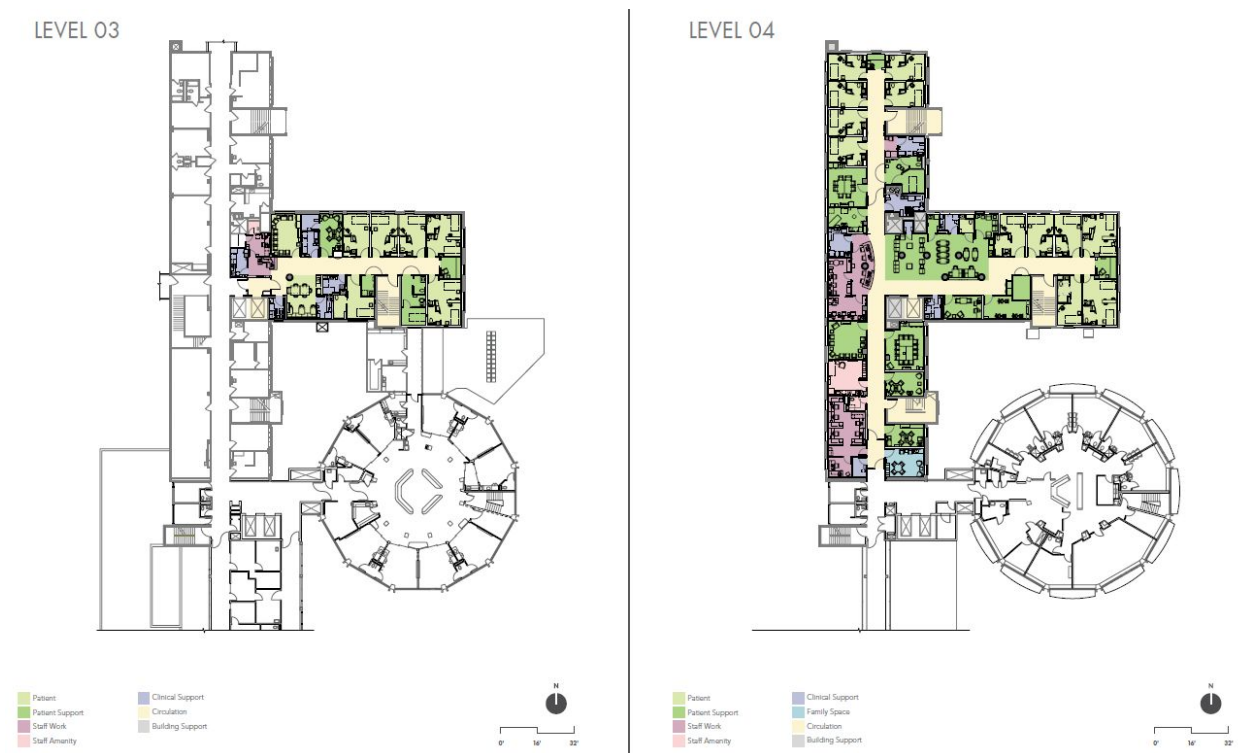 LEVEL 03
Patient
Patient Support
Staff Work
Staff Amenity
Clinical Support
Circulation
Building Support
N
0' 16' 32'
LEVEL 04
Patient
Patient Support
Staff Work
Staff Amenity
Clinical Support
Family Space
Circulation
Building Support
N
0' 16' 32'